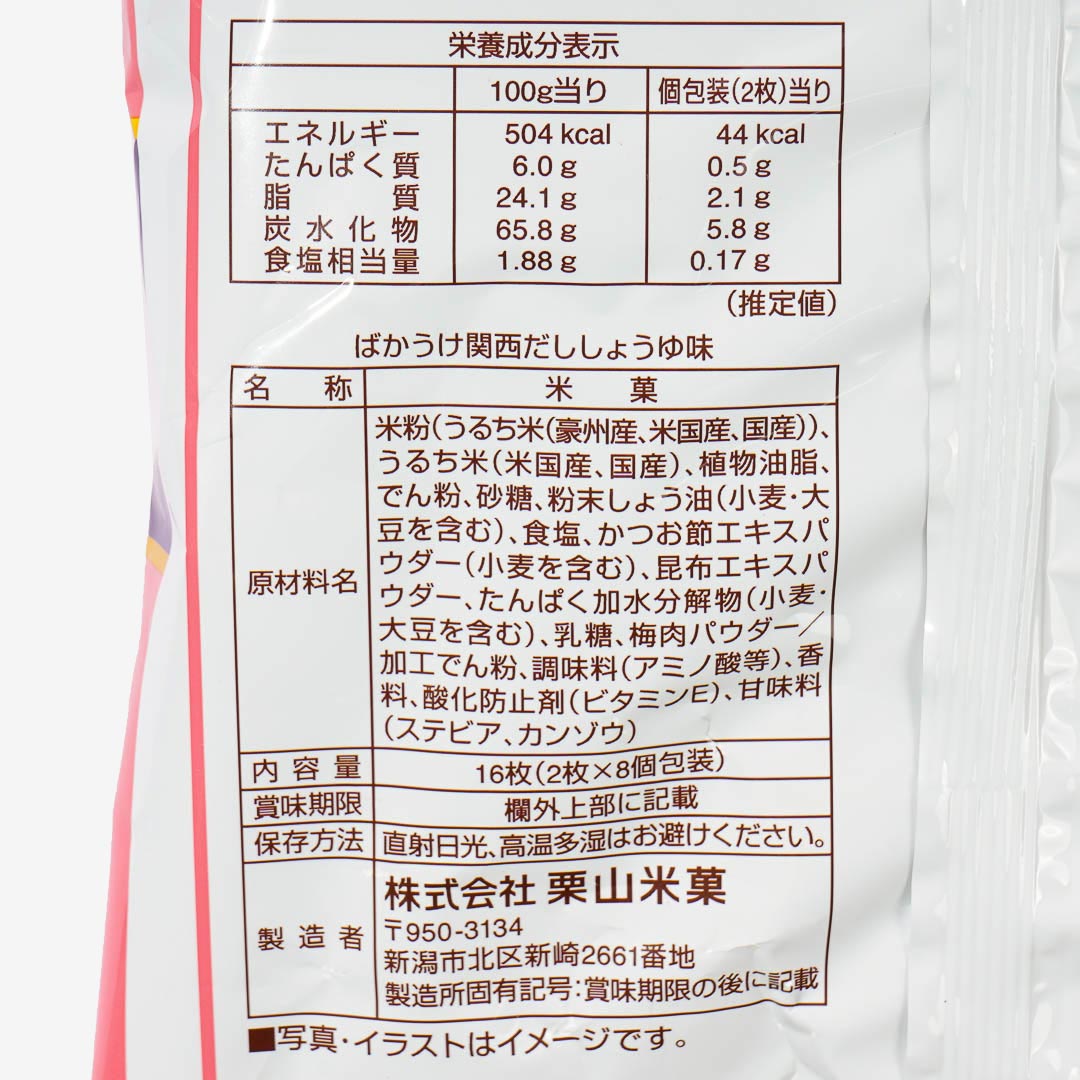 栄養成分表示
100g当り 個包装(2枚)当り
エネルギー 504 kcal 44 kcal
たんぱく質 6.0 g 0.5 g
脂質 24.1 g 2.1 g
炭水化物 65.8 g 5.8 g
食塩相当量 1.88 g 0.17 g
(推定値)
ばかうけ関西だししょうゆ味
名称 米菓
原材料名
米粉(うるち米(豪州産、米国産、国産))、
うるち米(米国産、国産)、植物油脂、
でん粉、砂糖、粉末しょう油(小麦・大
豆を含む)、食塩、かつお節エキスパ
ウダー(小麦を含む)、昆布エキスパ
ウダー、たんぱく加水分解物(小麦・
大豆を含む)、乳糖、梅肉パウダー/
加工でん粉、調味料(アミノ酸等)、香
料、酸化防止剤(ビタミンE)、甘味料
(ステビア、カンゾウ)
内容量 16枚(2枚×8個包装)
賞味期限 欄外上部に記載
保存方法 直射日光、高温多湿はお避けください。
製造者
株式会社 栗山米菓
〒950-3134
新潟市北区新崎2661番地
製造所固有記号:賞味期限の後に記載
■写真・イラストはイメージです。